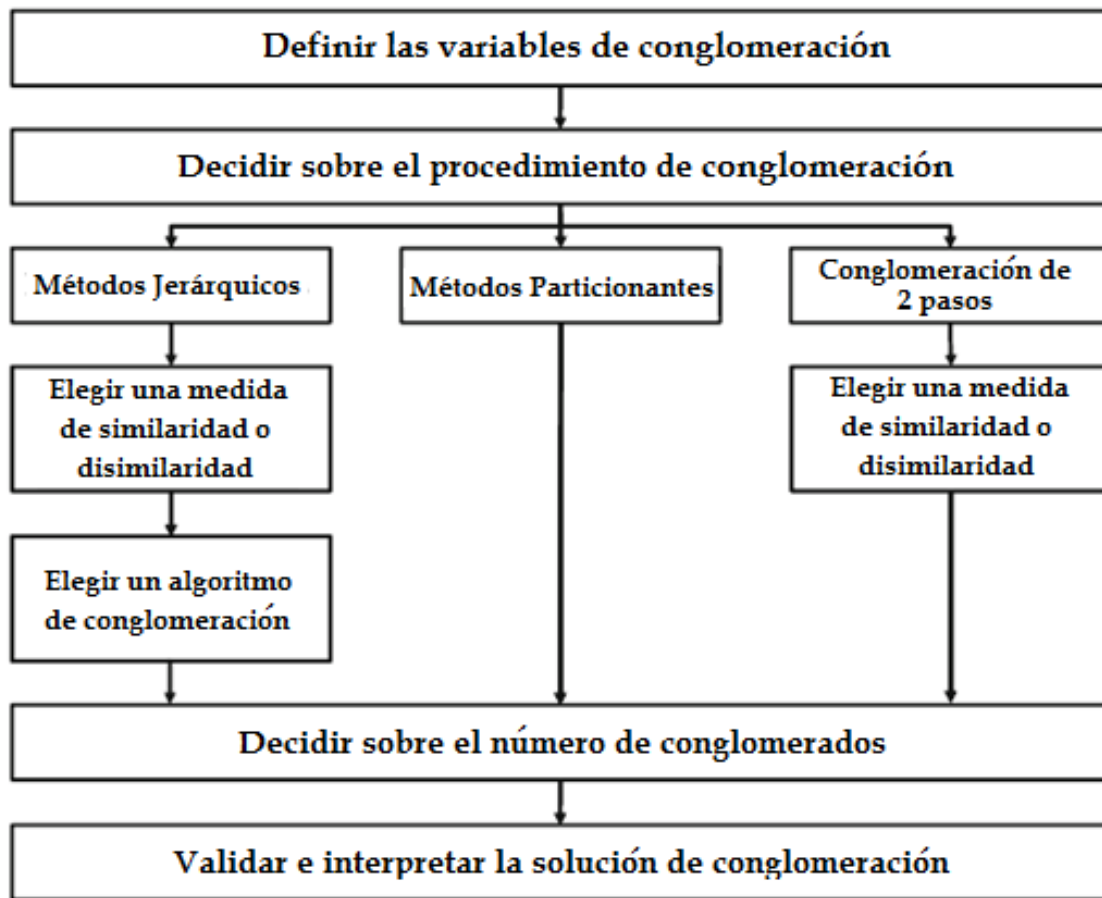 Definir las variables de conglomeración
Decidir sobre el procedimiento de conglomeración
Métodos Jerárquicos
Métodos Particionantes
Conglomeración de
2 pasos
Elegir una medida
de similaridad o
disimilaridad
Elegir una medida
de similaridad o
disimilaridad
Elegir un algoritmo
de conglomeración
Decidir sobre el número de conglomerados
Validar e interpretar la solución de conglomeración